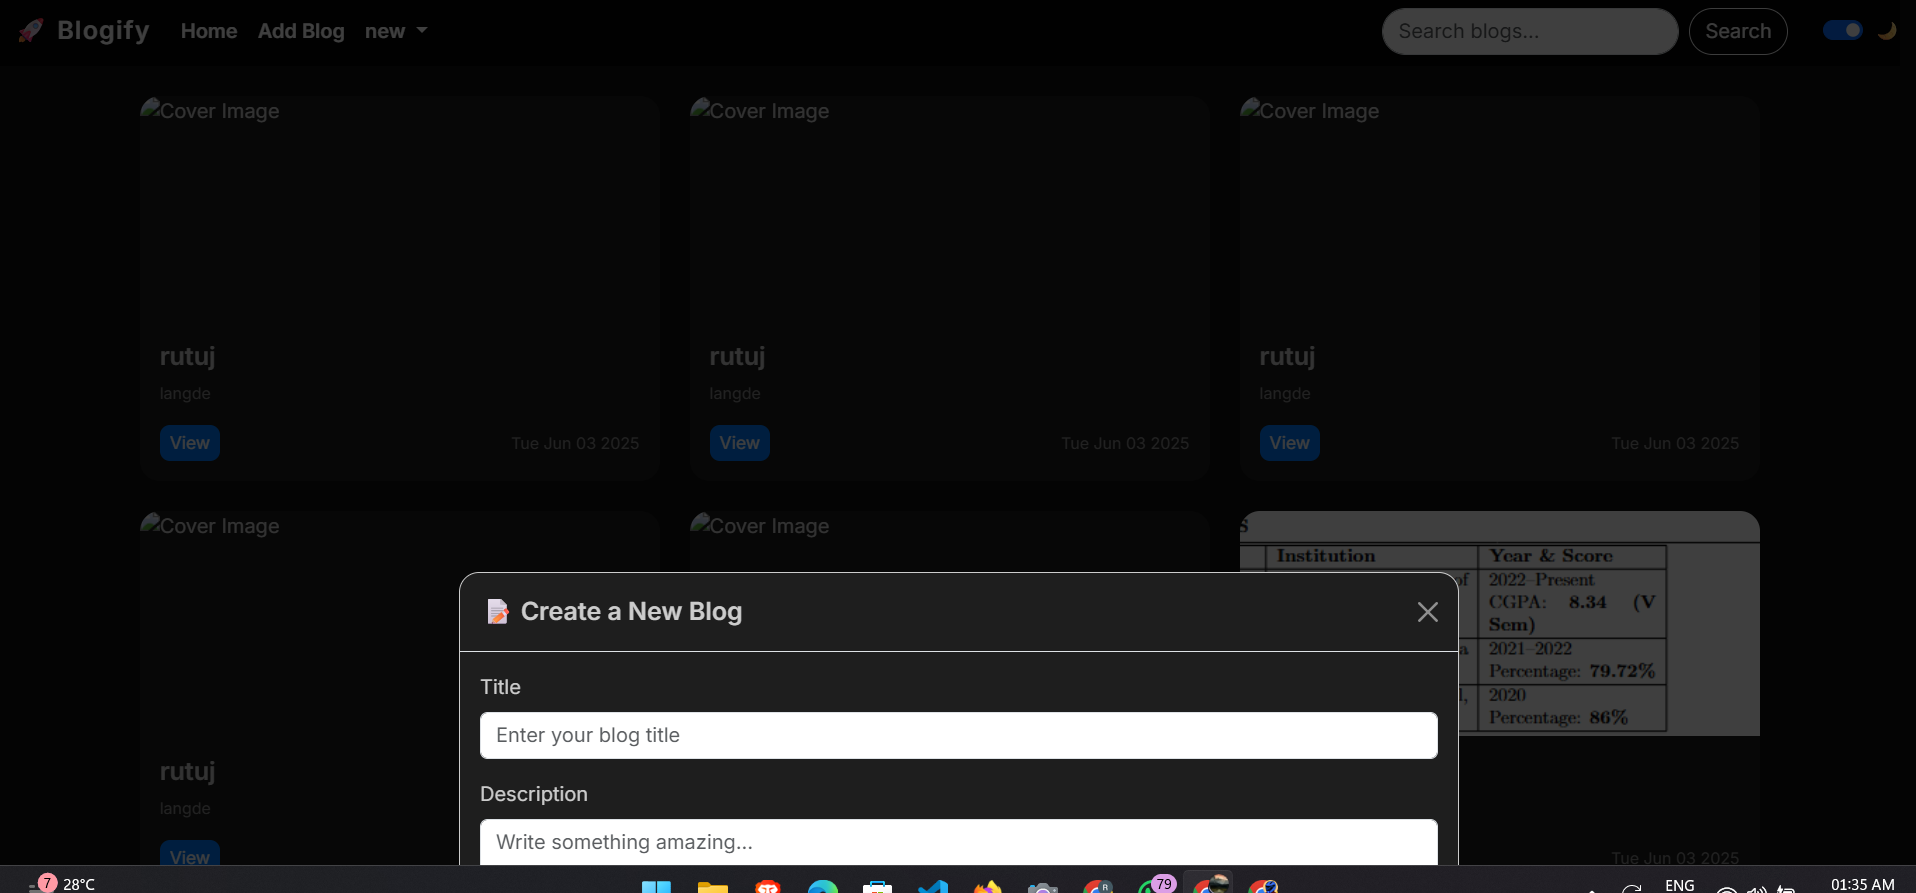 Blogify Home Add Blog new Search blogs... Search
Cover Image Cover Image Cover Image
rutuj rutuj rutuj
langde langde langde
View Tue Jun 03 2025 View Tue Jun 03 2025 View Tue Jun 03 2025
Cover Image Cover Image s
Institution Year & Score
of 2022–Present
CGPA: 8.34 (V
Sem)
a 2021–2022
Percentage: 79.72%
l, 2020
Percentage: 86%
Create a New Blog
Title
Enter your blog title
Description
Write something amazing...
rutuj
langde
View Tue Jun 03 2025
7 28°C R 79 ENG 01:35 AM